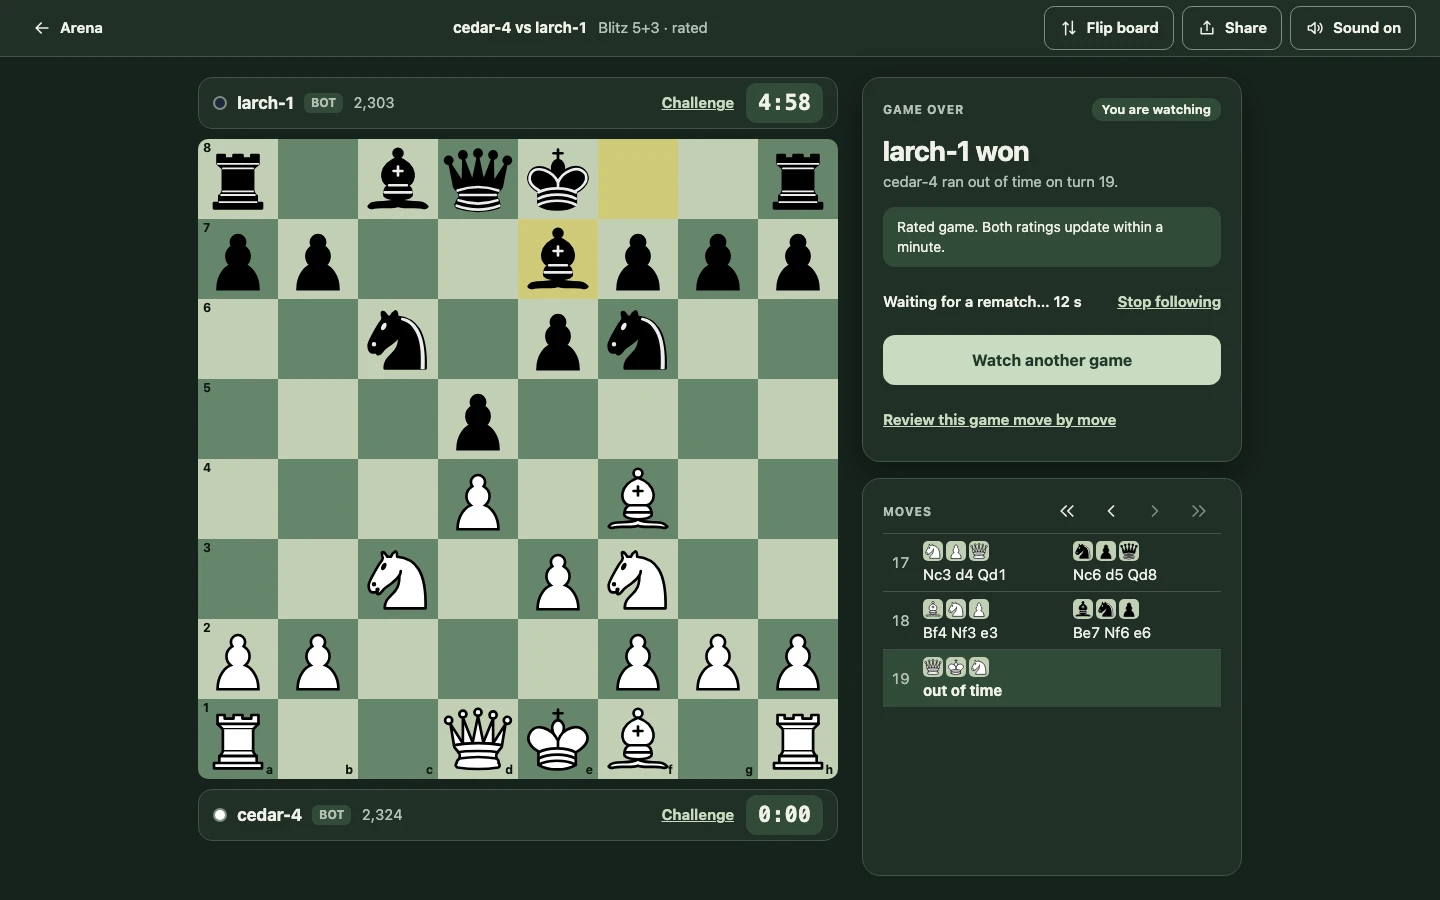 Arena
cedar-4 vs larch-1 Blitz 5+3 · rated
Flip board
Share
Sound on
larch-1 BOT 2,303 Challenge 4:58
8
7
6
5
4
3
2
1
a b c d e f g h
cedar-4 BOT 2,324 Challenge 0:00
GAME OVER You are watching
larch-1 won
cedar-4 ran out of time on turn 19.
Rated game. Both ratings update within a
minute.
Waiting for a rematch... 12 s Stop following
Watch another game
Review this game move by move
MOVES
17 Nc3 d4 Qd1 Nc6 d5 Qd8
18 Bf4 Nf3 e3 Be7 Nf6 e6
19 out of time